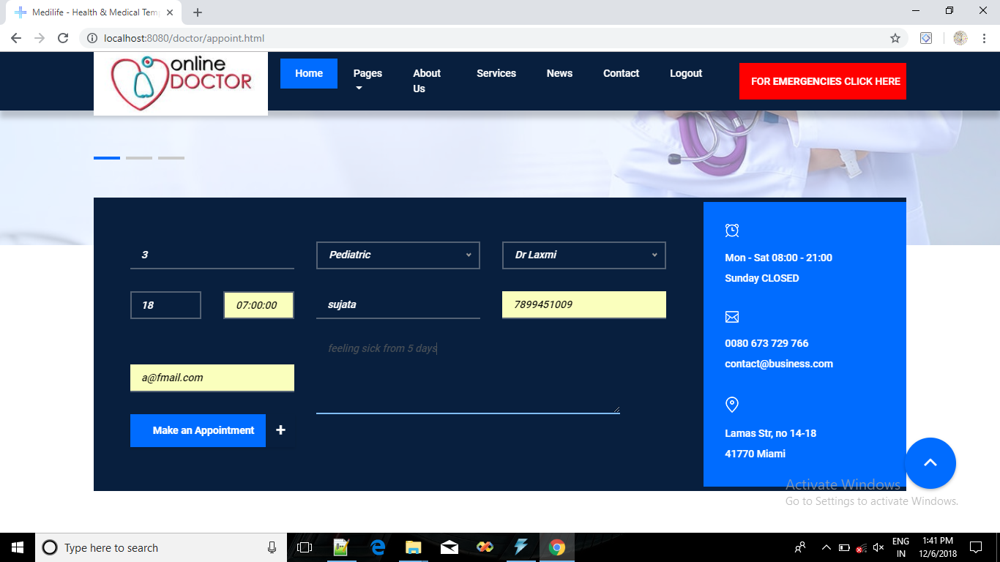 Medilife - Health & Medical Tem
localhost:8080/doctor/appoint.html
online
DOCTOR
Home
Pages
About
Us
Services
News
Contact
Logout
FOR EMERGENCIES CLICK HERE
3
Pediatric
Dr Laxmi
18
07:00:00
sujata
7899451009
feeling sick from 5 days
a@fmail.com
Make an Appointment +
Mon - Sat 08:00 - 21:00
Sunday CLOSED
0080 673 729 766
contact@business.com
Lamas Str, no 14-18
41770 Miami
Activate Windows
Go to Settings to activate Windows.
Type here to search
ENG
IN
1:41 PM
12/6/2018